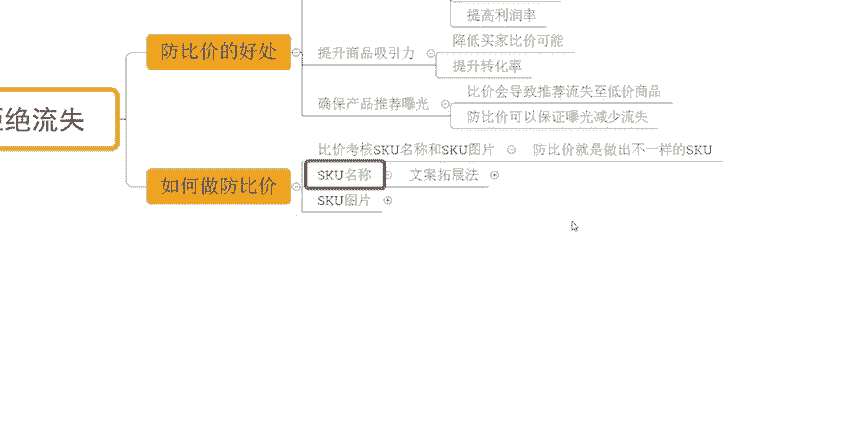 提高利润率
防比价的好处
提升商品吸引力
降低买家比价可能
提升转化率
确保产品推荐曝光
比价会导致推荐流失至低价商品
防比价可以保证曝光减少流失
绝流失
如何做防比价
比价考核SKU名称和SKU图片
防比价就是做出不一样的SKU
SKU名称
文案拓展法
SKU图片